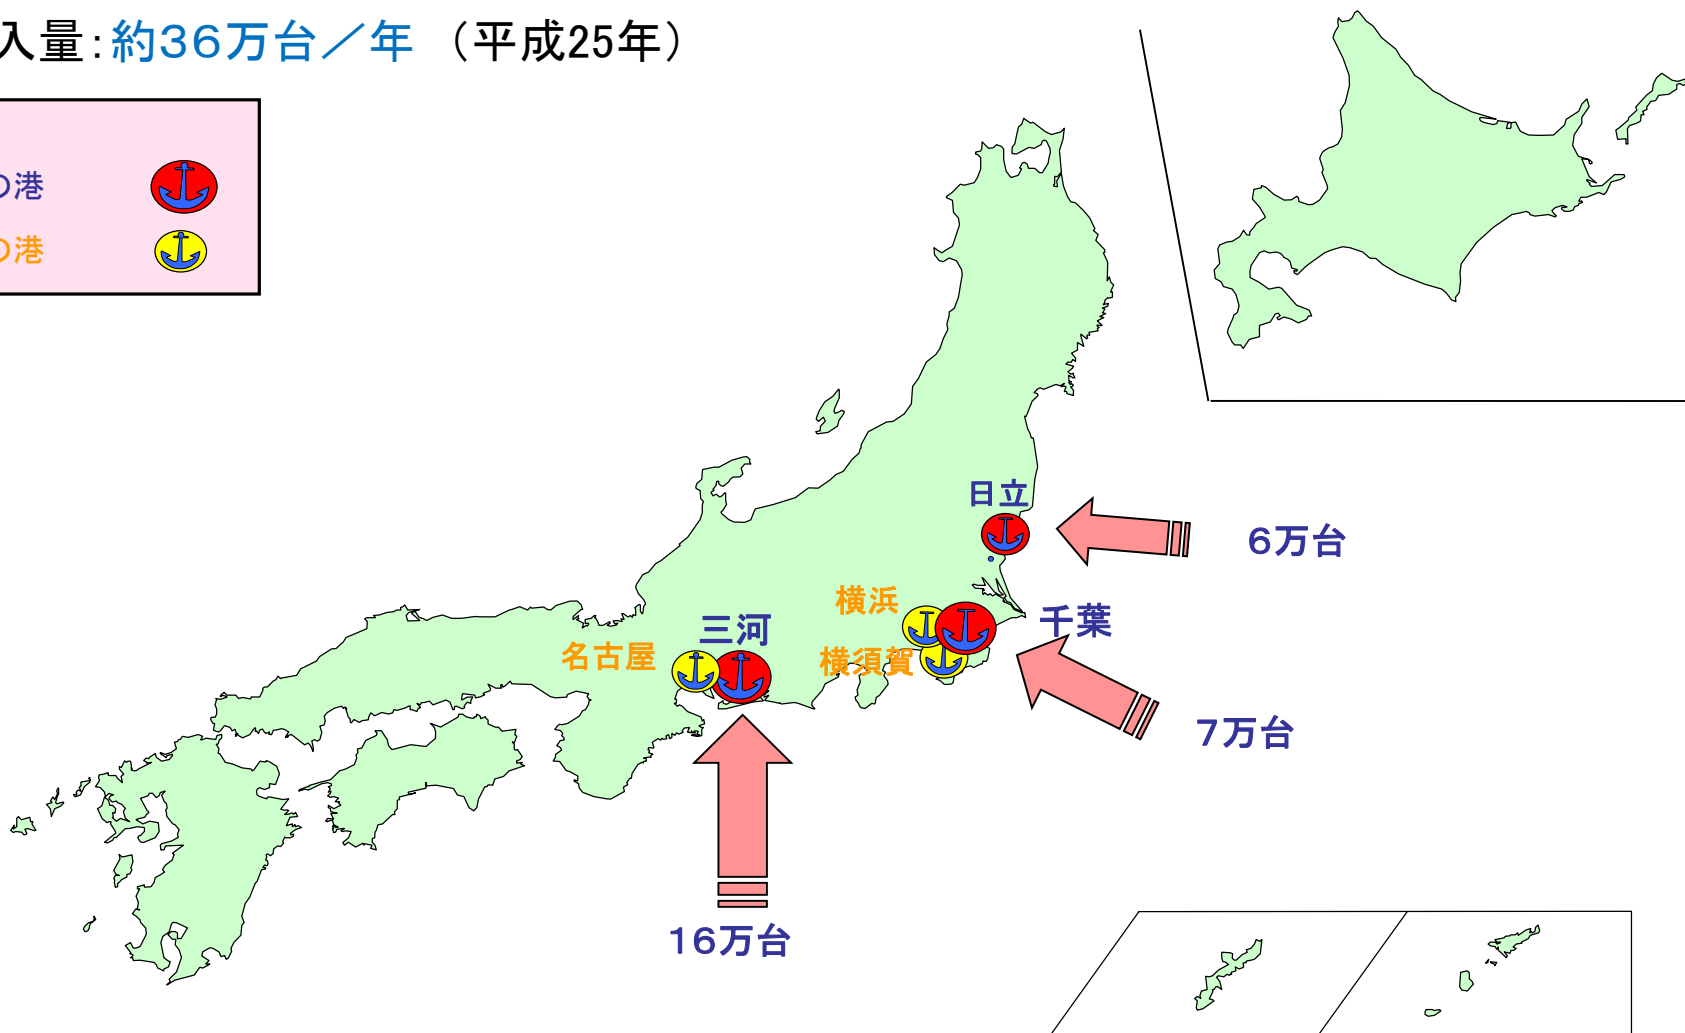 入量：約３６万台／年 （平成25年）
の港
の港
日立
６万台
横浜
千葉
三河
名古屋
横須賀
７万台
１６万台